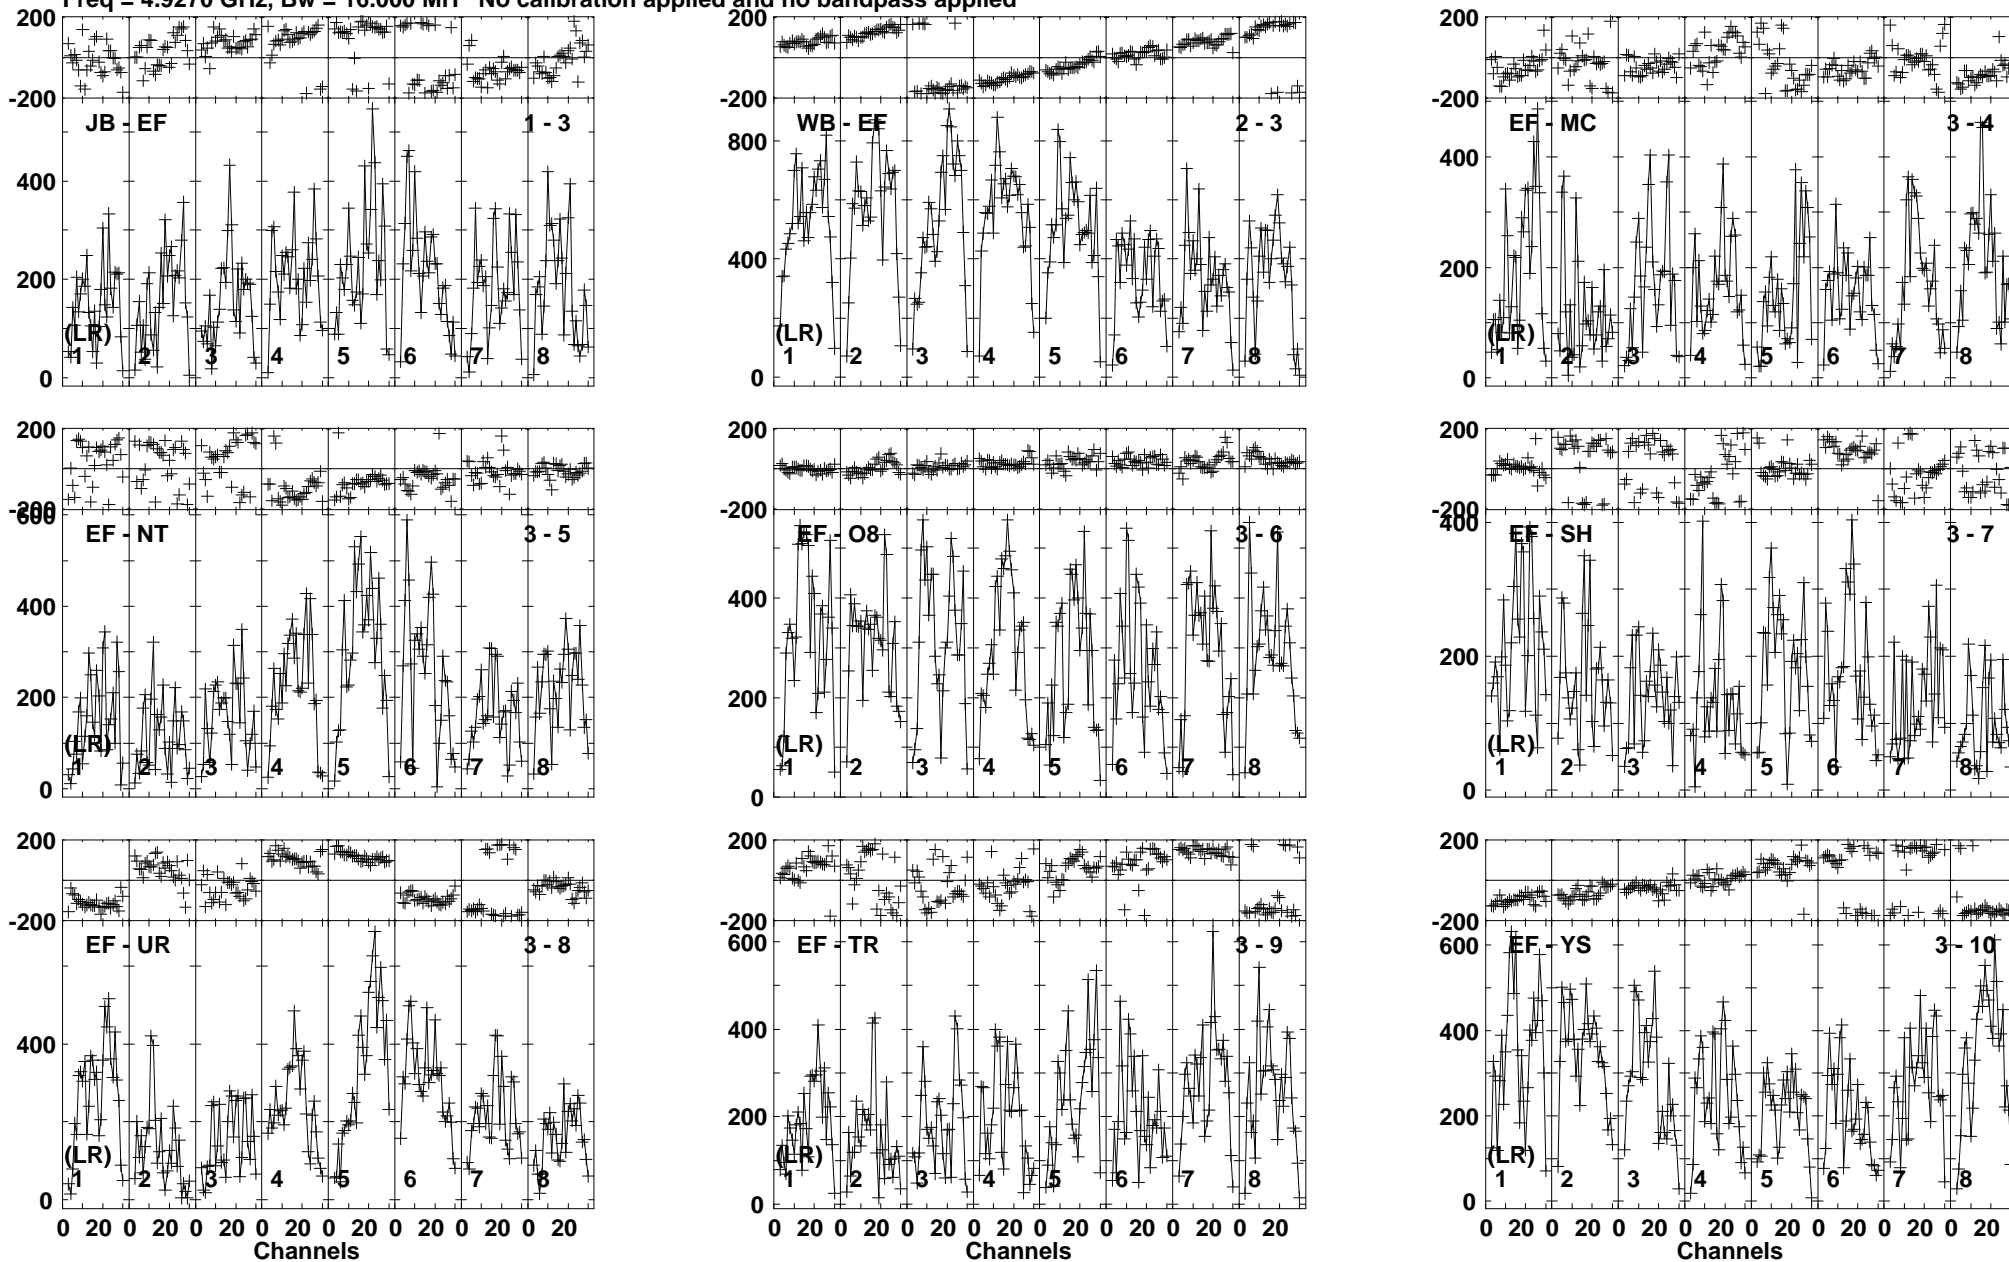 Freq = 4.9270 GHz, Bw = 16.000 MH No calibration applied and no bandpass applied
200 200 200
-200 -200 -200
JB - EF 1 - 3 WB - EF 2 - 3 EF - MC 3 - 4
800
400 400
400
200 200
(LR) (LR) (LR)
1 2 3 4 5 6 7 8 1 2 3 4 5 6 7 8 1 2 3 4 5 6 7 8
0 0 0
200 200 200
-200 -200 -200
600 400
EF - NT 3 - 5 EF - O8 3 - 6 EF - SH 3 - 7
400 400
200 200 200
(LR) (LR) (LR)
1 2 3 4 5 6 7 8 1 2 3 4 5 6 7 8 1 2 3 4 5 6 7 8
0 0 0
200 200 200
-200 -200 -200
EF - UR 3 - 8 EF - TR 3 - 9 EF - YS 3 - 10
600 600
400 400 400
200 200
(LR) (LR) (LR)
1 2 3 4 5 6 7 8 1 2 3 4 5 6 7 8 1 2 3 4 5 6 7 8
0 0 0
0 20 0 20 0 20 0 20 0 20 0 20 0 20 0 20 0 20 0 20 0 20 0 20 0 20 0 20 0 20 0 20 0 20 0 20 0 20 0 20 0 20 0 20 0 20 0 20
Channels Channels Channels